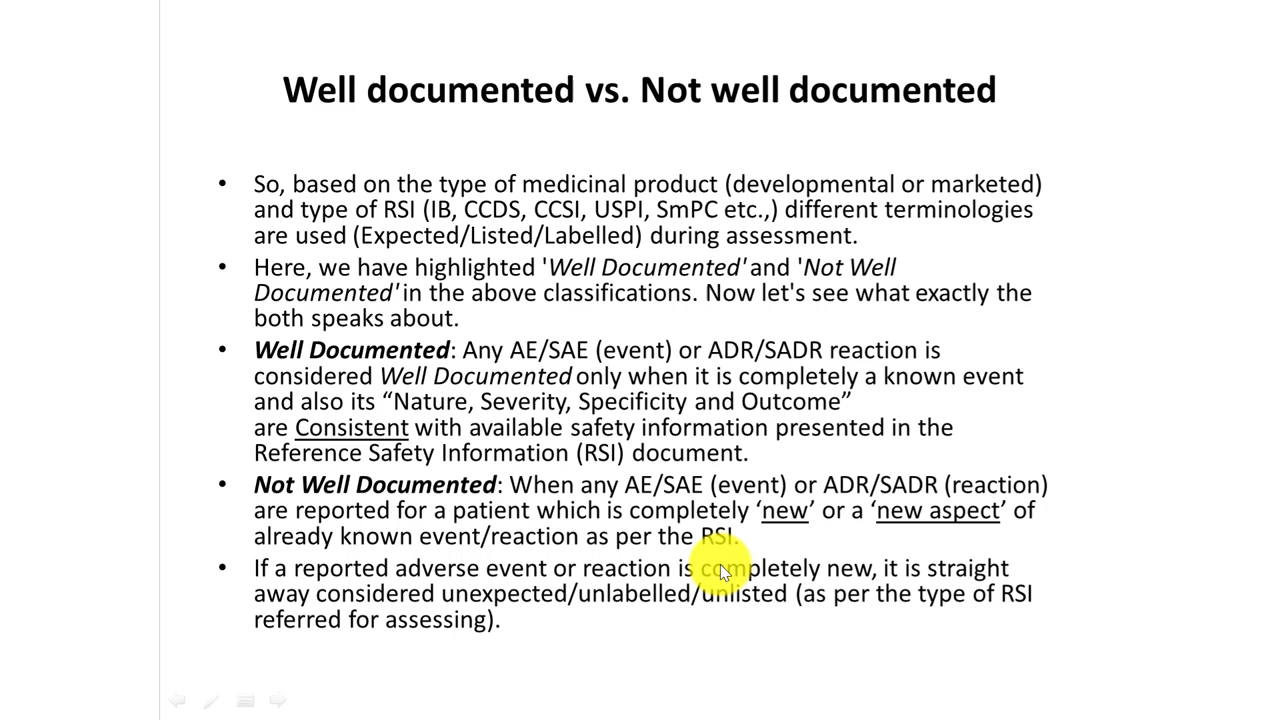 Well documented vs. Not well documented
• So, based on the type of medicinal product (developmental or marketed)
and type of RSI (IB, CCDS, CCSI, USPI, SmPC etc.,) different terminologies
are used (Expected/Listed/Labelled) during assessment.
• Here, we have highlighted 'Well Documented' and 'Not Well
Documented' in the above classifications. Now let's see what exactly the
both speaks about.
• Well Documented: Any AE/SAE (event) or ADR/SADR reaction is
considered Well Documented only when it is completely a known event
and also its “Nature, Severity, Specificity and Outcome”
are Consistent with available safety information presented in the
Reference Safety Information (RSI) document.
• Not Well Documented: When any AE/SAE (event) or ADR/SADR (reaction)
are reported for a patient which is completely ‘new’ or a ‘new aspect’ of
already known event/reaction as per the RSI.
• If a reported adverse event or reaction is completely new, it is straight
away considered unexpected/unlabelled/unlisted (as per the type of RSI
referred for assessing).